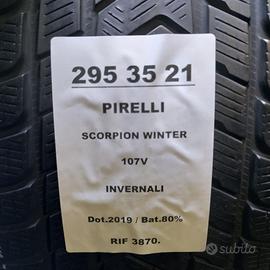 295 35 21
PIRELLI
SCORPION WINTER
107V
INVERNALI
Dot.2019 / Bat.80%
RIF 3870.
subito